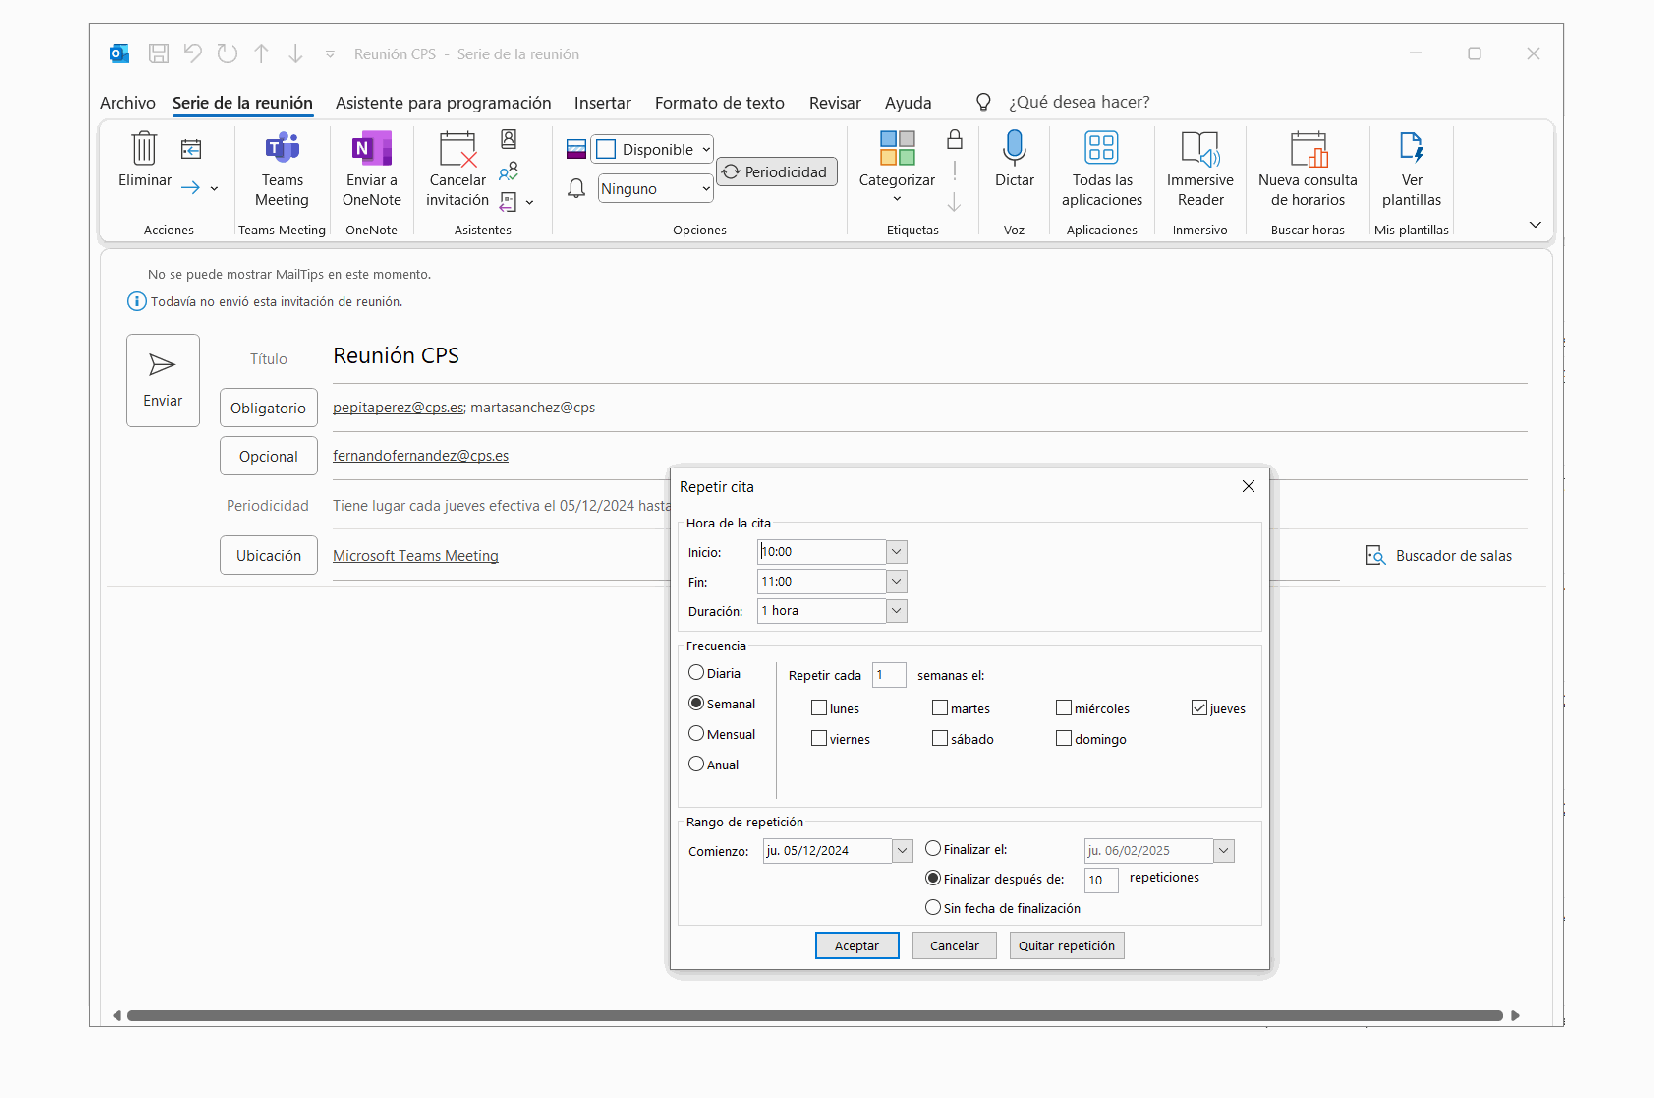 Reunión CPS - Serie de la reunión
Archivo Serie de la reunión Asistente para programación Insertar Formato de texto Revisar Ayuda ¿Qué desea hacer?
Eliminar
Teams Meeting
Enviar a OneNote
Cancelar invitación
Disponible
Ninguno
Periodicidad
Categorizar
Dictar
Todas las aplicaciones
Immersive Reader
Nueva consulta de horarios
Ver plantillas
Acciones Teams Meeting OneNote Asistentes Opciones Etiquetas Voz Aplicaciones Inmersivo Buscar horas Mis plantillas
No se puede mostrar MailTips en este momento.
Todavía no envió esta invitación de reunión.
Enviar
Título Reunión CPS
Obligatorio pepitaperez@cps.es; martasanchez@cps
Opcional fernandofernandez@cps.es
Periodicidad Tiene lugar cada jueves efectiva el 05/12/2024 hasta
Ubicación Microsoft Teams Meeting
Buscador de salas
Repetir cita
Hora de la cita
Inicio: 10:00
Fin: 11:00
Duración: 1 hora
Frecuencia
Diaria
Semanal
Mensual
Anual
Repetir cada 1 semanas el:
lunes martes miércoles jueves
viernes sábado domingo
Rango de repetición
Comienzo: ju. 05/12/2024
Finalizar el: ju. 06/02/2025
Finalizar después de: 10 repeticiones
Sin fecha de finalización
Aceptar Cancelar Quitar repetición